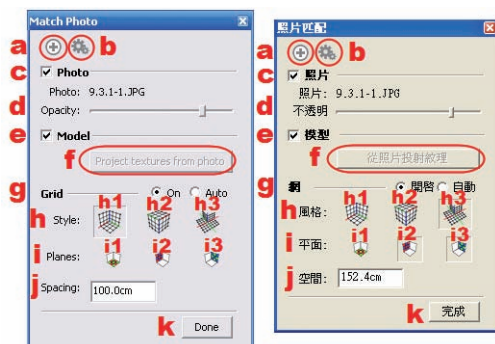 Match Photo
a b
c Photo
Photo: 9.3.1-1.JPG
d Opacity:
e Model
f Project textures from photo
g Grid On Auto
h Style: h1 h2 h3
i Planes: i1 i2 i3
j Spacing: 100.0cm
k Done
照片匹配
a b
c 照片
照片: 9.3.1-1.JPG
d 不透明
e 模型
f 從照片投射紋理
g 網 開啓 自動
h 風格: h1 h2 h3
i 平面: i1 i2 i3
j 空間: 152.4cm
k 完成